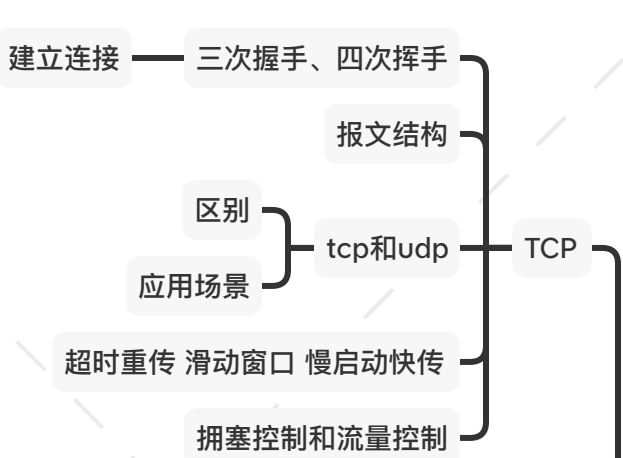 建立连接
三次握手、四次挥手
报文结构
区别
tcp和udp
TCP
应用场景
超时重传 滑动窗口 慢启动快传
拥塞控制和流量控制